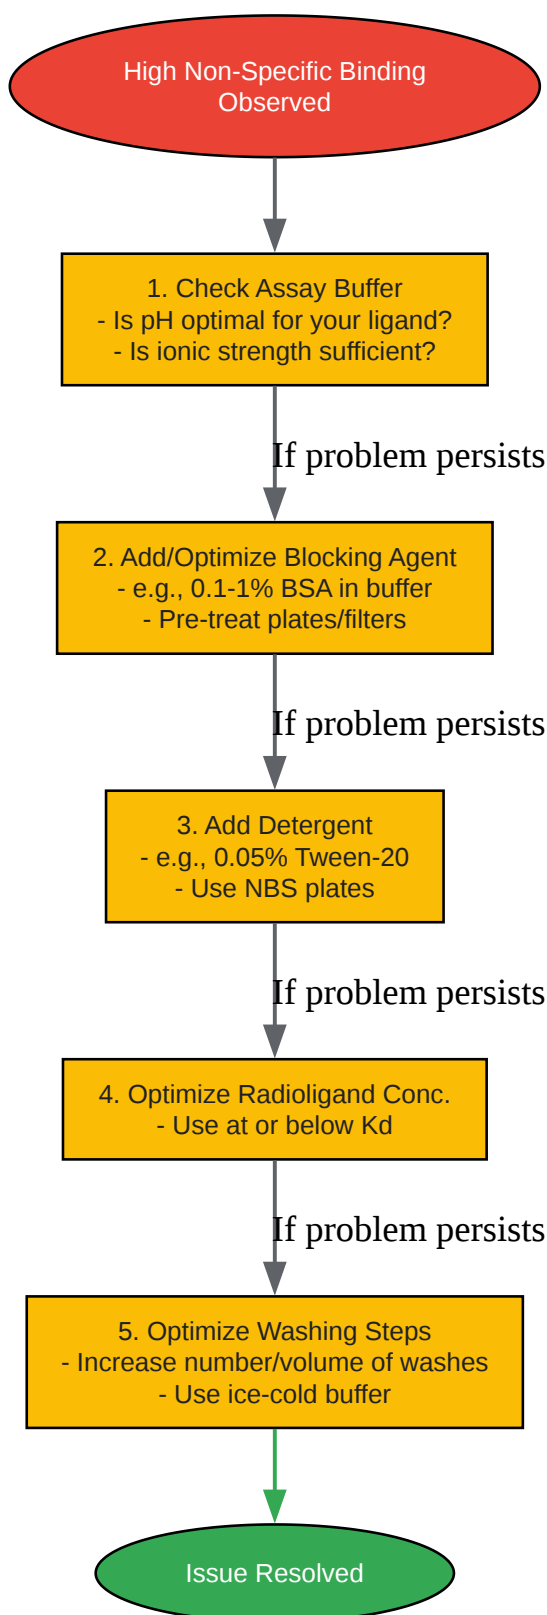 High Non-Specific Binding
Observed
1. Check Assay Buffer
- Is pH optimal for your ligand?
- Is ionic strength sufficient?
If problem persists
2. Add/Optimize Blocking Agent
- e.g., 0.1-1% BSA in buffer
- Pre-treat plates/filters
If problem persists
3. Add Detergent
- e.g., 0.05% Tween-20
- Use NBS plates
If problem persists
4. Optimize Radioligand Conc.
- Use at or below Kd
If problem persists
5. Optimize Washing Steps
- Increase number/volume of washes
- Use ice-cold buffer
Issue Resolved